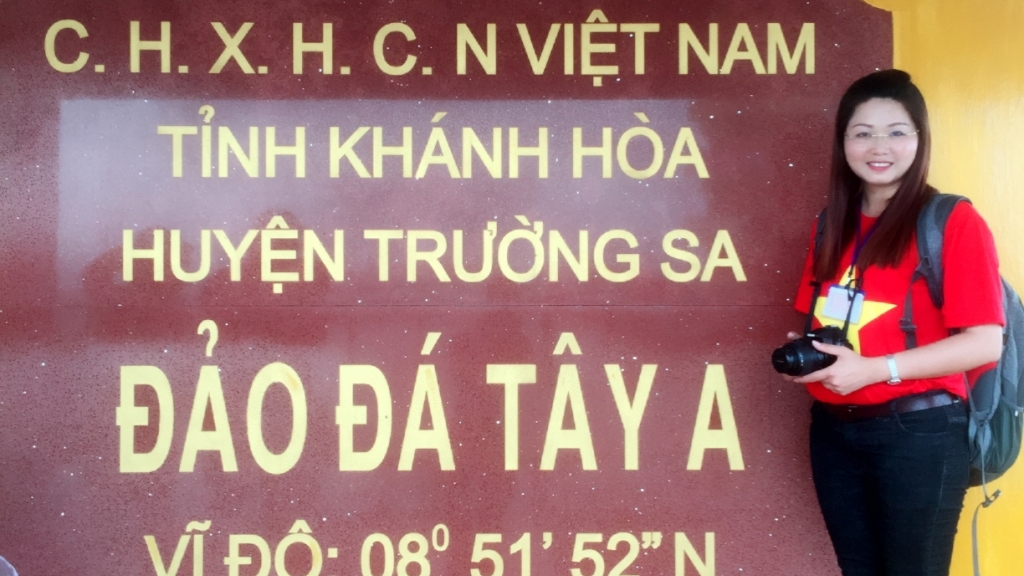 C. H. X. H. C. N VIỆT NAM
TỈNH KHÁNH HÒA
HUYỆN TRƯỜNG SA
ĐẢO ĐÁ TÂY A
VĨ ĐỘ: 08⁰ 51’ 52” N